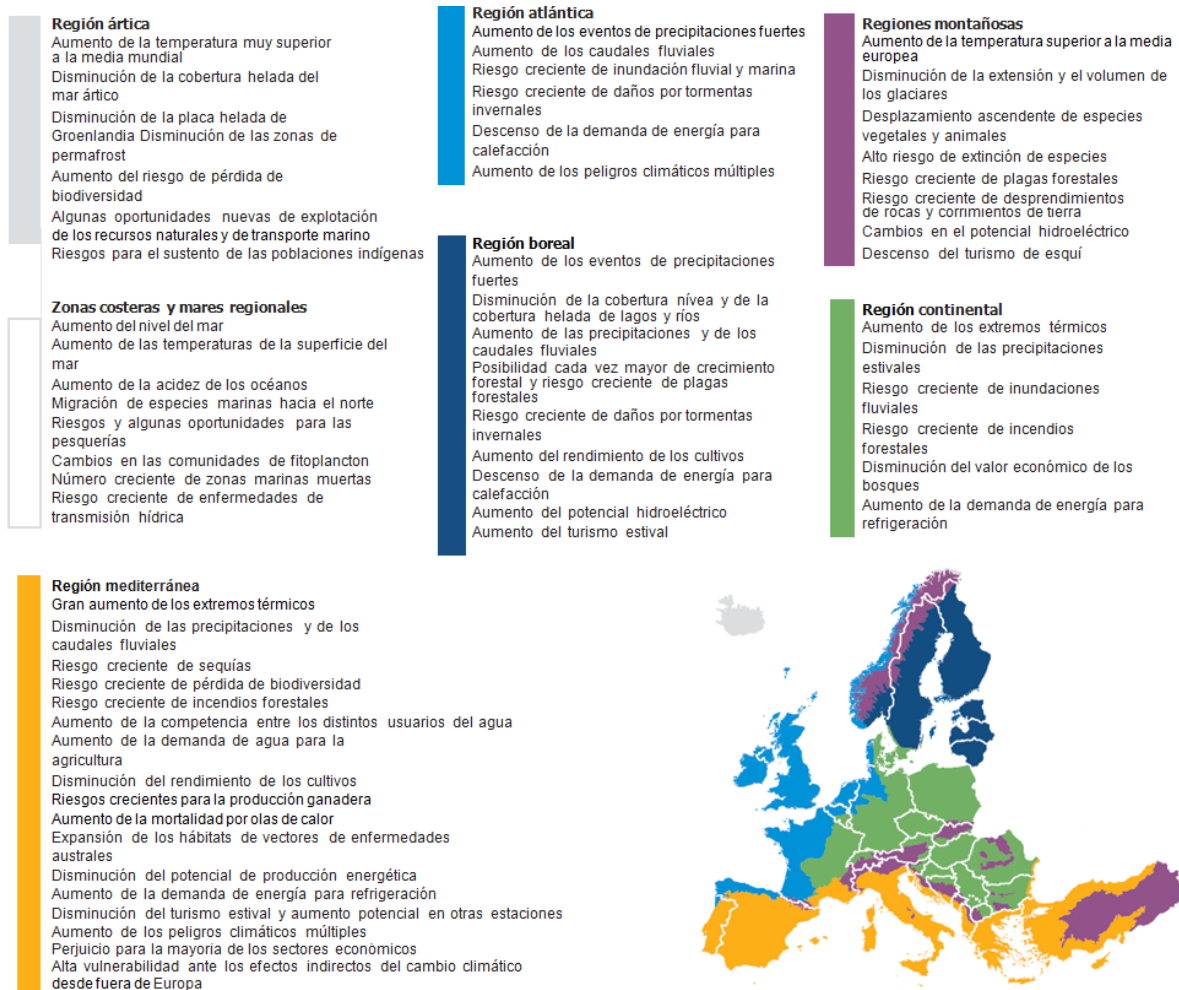 Región ártica
Aumento de la temperatura muy superior
a la media mundial
Disminución de la cobertura helada del
mar ártico
Disminución de la placa helada de
Groenlandia Disminución de las zonas de
permafrost
Aumento del riesgo de pérdida de
biodiversidad
Algunas oportunidades nuevas de explotación
de los recursos naturales y de transporte marino
Riesgos para el sustento de las poblaciones indígenas
Zonas costeras y mares regionales
Aumento del nivel del mar
Aumento de las temperaturas de la superficie del
mar
Aumento de la acidez de los océanos
Migración de especies marinas hacia el norte
Riesgos y algunas oportunidades para las
pesquerías
Cambios en las comunidades de fitoplancton
Número creciente de zonas marinas muertas
Riesgo creciente de enfermedades de
transmisión hídrica
Región atlántica
Aumento de los eventos de precipitaciones fuertes
Aumento de los caudales fluviales
Riesgo creciente de inundación fluvial y marina
Riesgo creciente de daños por tormentas
invernales
Descenso de la demanda de energía para
calefacción
Aumento de los peligros climáticos múltiples
Región boreal
Aumento de los eventos de precipitaciones
fuertes
Disminución de la cobertura nívea y de la
cobertura helada de lagos y ríos
Aumento de las precipitaciones y de los
caudales fluviales
Posibilidad cada vez mayor de crecimiento
forestal y riesgo creciente de plagas
forestales
Riesgo creciente de daños por tormentas
invernales
Aumento del rendimiento de los cultivos
Descenso de la demanda de energía para
calefacción
Aumento del potencial hidroeléctrico
Aumento del turismo estival
Regiones montañosas
Aumento de la temperatura superior a la media
europea
Disminución de la extensión y el volumen de
los glaciares
Desplazamiento ascendente de especies
vegetales y animales
Alto riesgo de extinción de especies
Riesgo creciente de plagas forestales
Riesgo creciente de desprendimientos
de rocas y corrimientos de tierra
Cambios en el potencial hidroeléctrico
Descenso del turismo de esquí
Región continental
Aumento de los extremos térmicos
Disminución de las precipitaciones
estivales
Riesgo creciente de inundaciones
fluviales
Riesgo creciente de incendios
forestales
Disminución del valor económico de los
bosques
Aumento de la demanda de energía para
refrigeración
Región mediterránea
Gran aumento de los extremos térmicos
Disminución de las precipitaciones y de los
caudales fluviales
Riesgo creciente de sequías
Riesgo creciente de pérdida de biodiversidad
Riesgo creciente de incendios forestales
Aumento de la competencia entre los distintos usuarios del agua
Aumento de la demanda de agua para la
agricultura
Disminución del rendimiento de los cultivos
Riesgos crecientes para la producción ganadera
Aumento de la mortalidad por olas de calor
Expansión de los hábitats de vectores de enfermedades
australes
Disminución del potencial de producción energética
Aumento de la demanda de energía para refrigeración
Disminución del turismo estival y aumento potencial en otras estaciones
Aumento de los peligros climáticos múltiples
Perjuicio para la mayoría de los sectores económicos
Alta vulnerabilidad ante los efectos indirectos del cambio climático
desde fuera de Europa